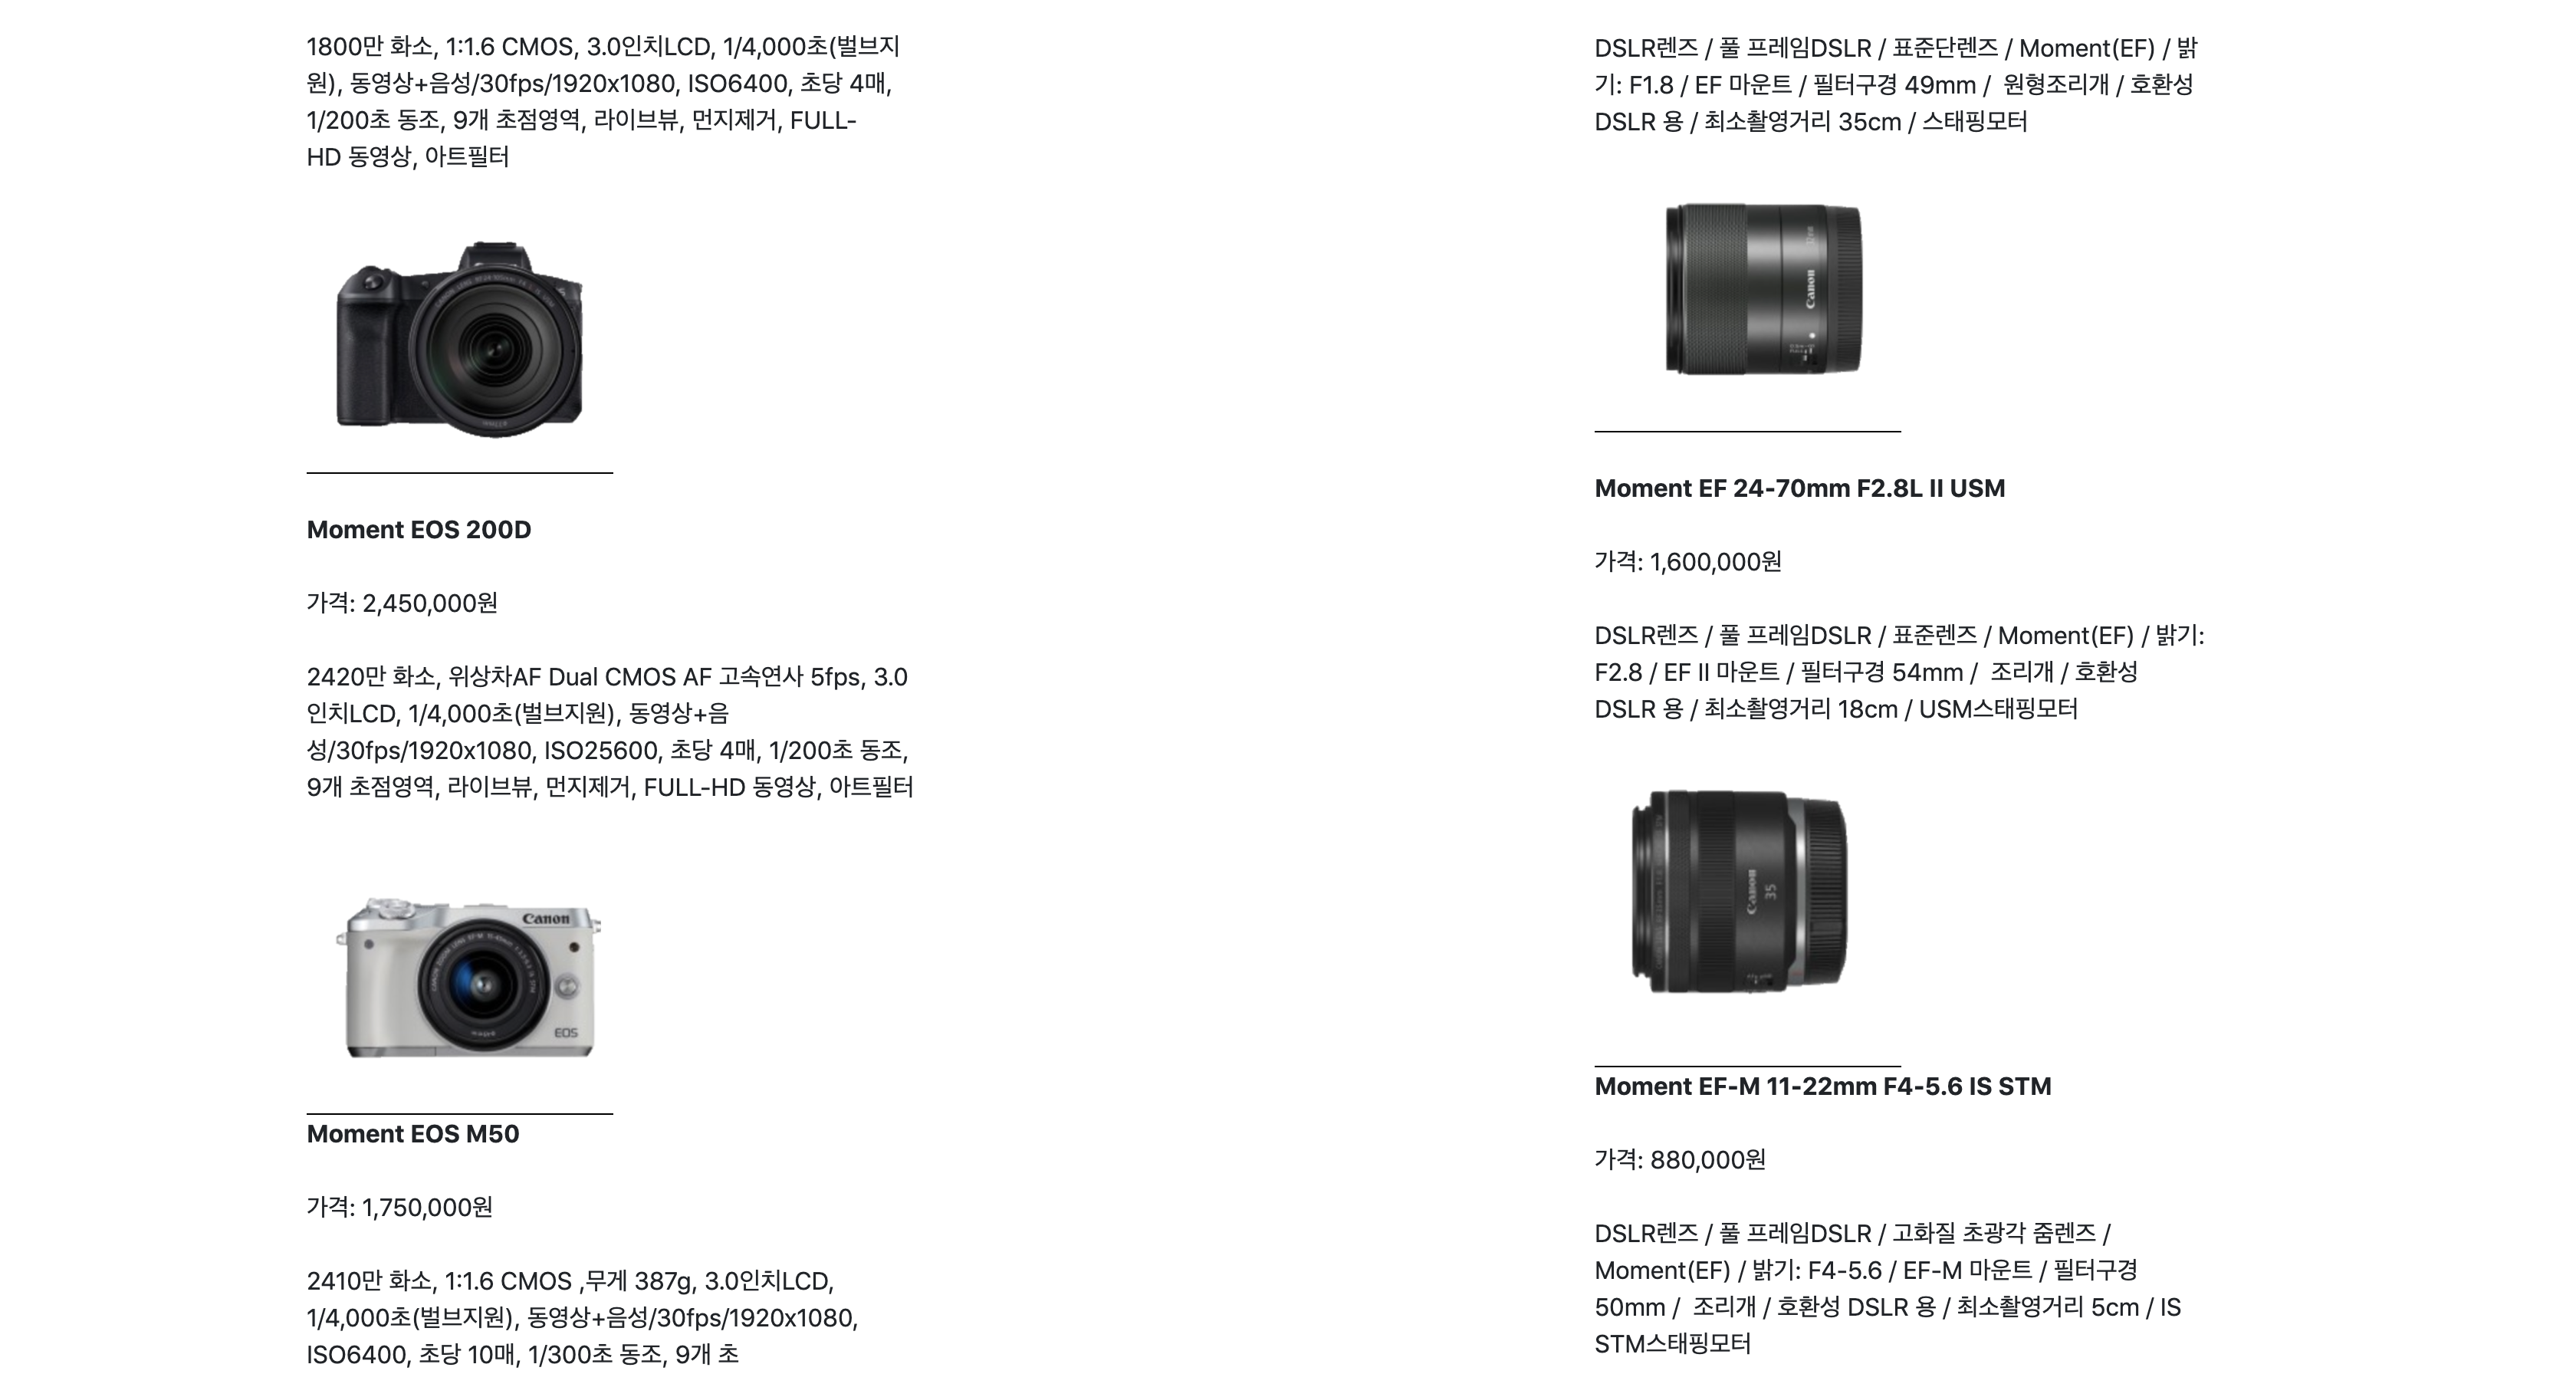 1800만 화소, 1:1.6 CMOS, 3.0인치LCD, 1/4,000초(벌브지
원), 동영상+음성/30fps/1920x1080, ISO6400, 초당 4매,
1/200초 동조, 9개 초점영역, 라이브뷰, 먼지제거, FULL-
HD 동영상, 아트필터
Moment EOS 200D
가격: 2,450,000원
2420만 화소, 위상차AF Dual CMOS AF 고속연사 5fps, 3.0
인치LCD, 1/4,000초(벌브지원), 동영상+음
성/30fps/1920x1080, ISO25600, 초당 4매, 1/200초 동조,
9개 초점영역, 라이브뷰, 먼지제거, FULL-HD 동영상, 아트필터
Canon
EOS
Moment EOS M50
가격: 1,750,000원
2410만 화소, 1:1.6 CMOS ,무게 387g, 3.0인치LCD,
1/4,000초(벌브지원), 동영상+음성/30fps/1920x1080,
ISO6400, 초당 10매, 1/300초 동조, 9개 초
DSLR렌즈 / 풀 프레임DSLR / 표준단렌즈 / Moment(EF) / 밝
기: F1.8 / EF 마운트 / 필터구경 49mm /  원형조리개 / 호환성
DSLR 용 / 최소촬영거리 35cm / 스태핑모터
Canon
Moment EF 24-70mm F2.8L II USM
가격: 1,600,000원
DSLR렌즈 / 풀 프레임DSLR / 표준렌즈 / Moment(EF) / 밝기:
F2.8 / EF II 마운트 / 필터구경 54mm /  조리개 / 호환성
DSLR 용 / 최소촬영거리 18cm / USM스태핑모터
Canon
35
Moment EF-M 11-22mm F4-5.6 IS STM
가격: 880,000원
DSLR렌즈 / 풀 프레임DSLR / 고화질 초광각 줌렌즈 /
Moment(EF) / 밝기: F4-5.6 / EF-M 마운트 / 필터구경
50mm /  조리개 / 호환성 DSLR 용 / 최소촬영거리 5cm / IS
STM스태핑모터